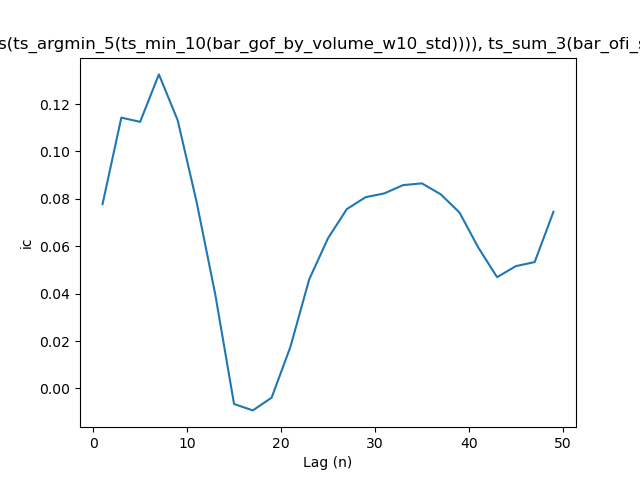 s(ts_argmin_5(ts_min_10(bar_gof_by_volume_w10_std)))), ts_sum_3(bar_ofi_s
0.12
0.10
0.08
0.06
0.04
0.02
0.00
ic
0 10 20 30 40 50
Lag (n)